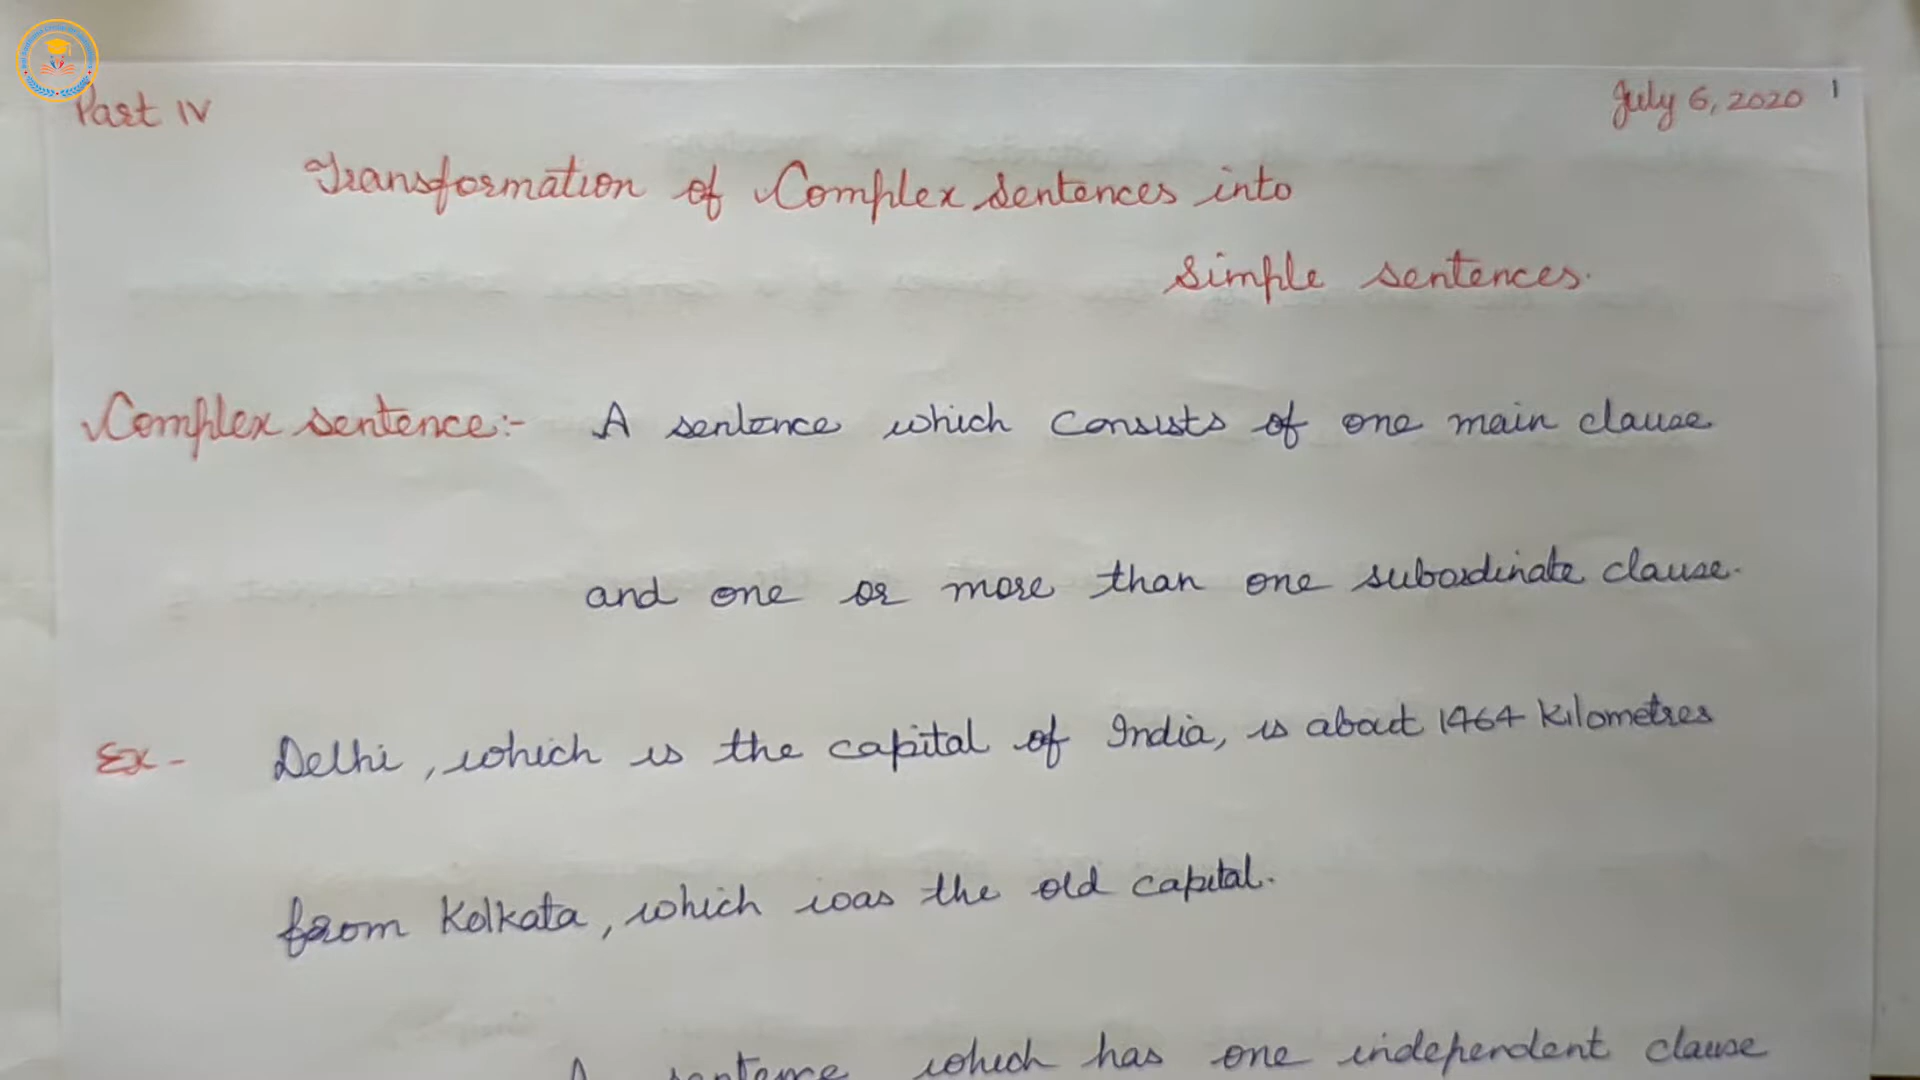 Part IV
July 6, 2020 1
Transformation of Complex sentences into
simple sentences.
Complex sentence:- A sentence which consists of one main clause
and one or more than one subordinate clause.
Ex - Delhi, which is the capital of India, is about 1464 kilometres
from Kolkata, which was the old capital.
A sentence which has one independent clause